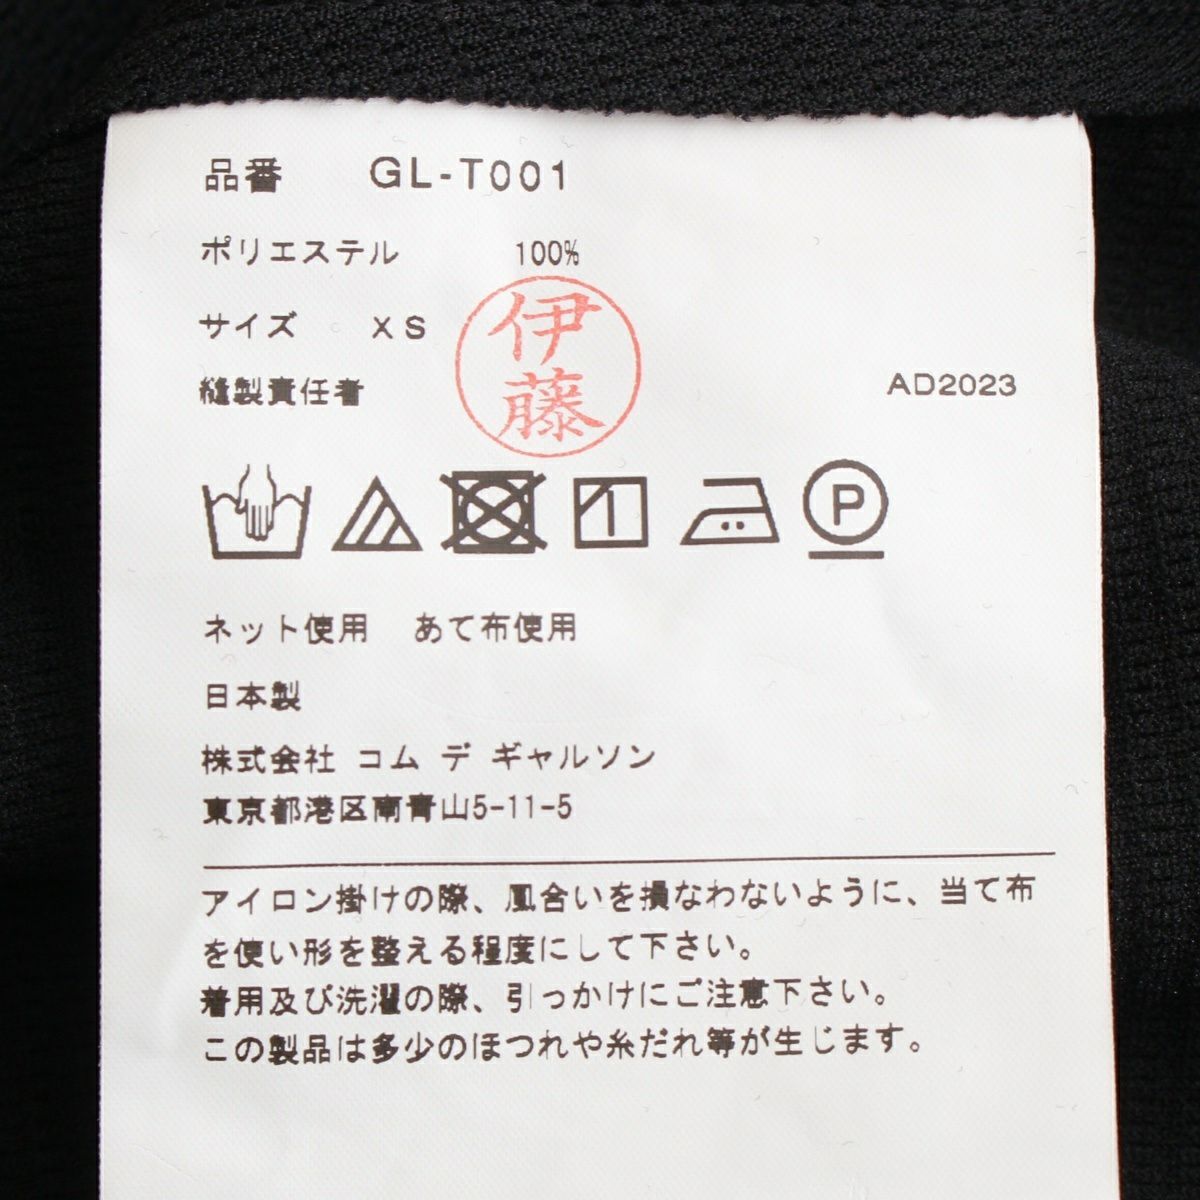 品番 GL-T001
ポリエステル 100%
サイズ XS
伊藤
縫製責任者 AD2023
P
ネット使用 あて布使用
日本製
株式会社 コム デ ギャルソン
東京都港区南青山5-11-5
アイロン掛けの際、風合いを損なわないように、当て布
を使い形を整える程度にして下さい。
着用及び洗濯の際、引っかけにご注意下さい。
この製品は多少のほつれや糸だれ等が生じます。